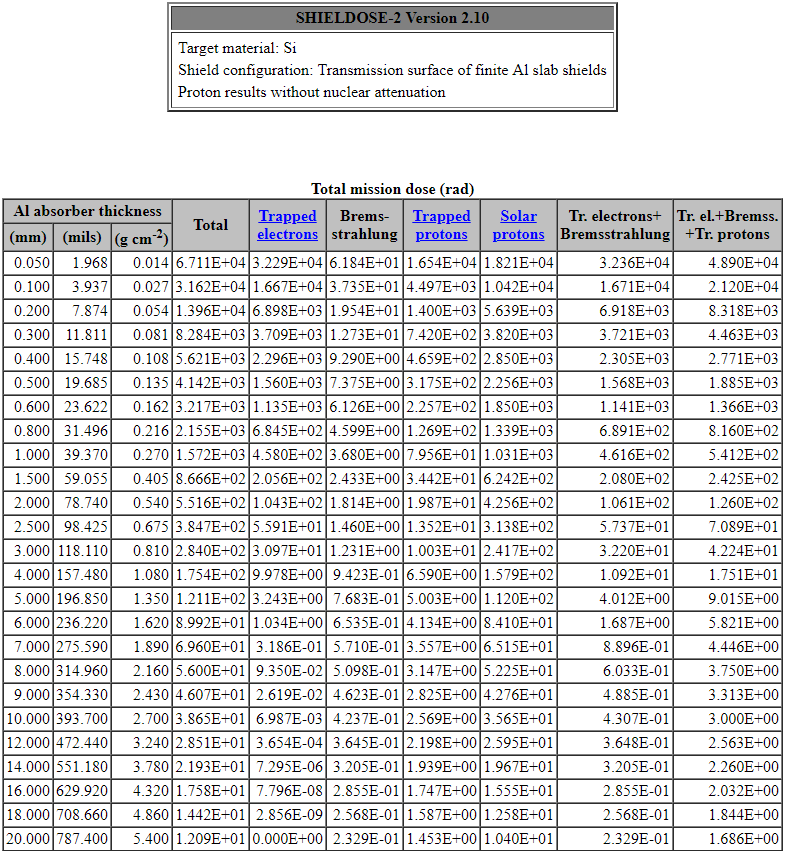 SHIELDOSE-2 Version 2.10
Target material: Si
Shield configuration: Transmission surface of finite Al slab shields
Proton results without nuclear attenuation
Total mission dose (rad)
Al absorber thickness Total Trapped electrons Brems-strahlung Trapped protons Solar protons Tr. electrons+ Bremsstrahlung Tr. el.+Bremss. +Tr. protons
(mm) (mils) (g cm-2)
0.050 1.968 0.014 6.711E+04 3.229E+04 6.184E+01 1.654E+04 1.821E+04 3.236E+04 4.890E+04
0.100 3.937 0.027 3.162E+04 1.667E+04 3.735E+01 4.497E+03 1.042E+04 1.671E+04 2.120E+04
0.200 7.874 0.054 1.396E+04 6.898E+03 1.954E+01 1.400E+03 5.639E+03 6.918E+03 8.318E+03
0.300 11.811 0.081 8.284E+03 3.709E+03 1.273E+01 7.420E+02 3.820E+03 3.721E+03 4.463E+03
0.400 15.748 0.108 5.621E+03 2.296E+03 9.290E+00 4.659E+02 2.850E+03 2.305E+03 2.771E+03
0.500 19.685 0.135 4.142E+03 1.560E+03 7.375E+00 3.175E+02 2.256E+03 1.568E+03 1.885E+03
0.600 23.622 0.162 3.217E+03 1.135E+03 6.126E+00 2.257E+02 1.850E+03 1.141E+03 1.366E+03
0.800 31.496 0.216 2.155E+03 6.845E+02 4.599E+00 1.269E+02 1.339E+03 6.891E+02 8.160E+02
1.000 39.370 0.270 1.572E+03 4.580E+02 3.680E+00 7.956E+01 1.031E+03 4.616E+02 5.412E+02
1.500 59.055 0.405 8.666E+02 2.056E+02 2.433E+00 3.442E+01 6.242E+02 2.080E+02 2.425E+02
2.000 78.740 0.540 5.516E+02 1.043E+02 1.814E+00 1.987E+01 4.256E+02 1.061E+02 1.260E+02
2.500 98.425 0.675 3.847E+02 5.591E+01 1.460E+00 1.352E+01 3.138E+02 5.737E+01 7.089E+01
3.000 118.110 0.810 2.840E+02 3.097E+01 1.231E+00 1.003E+01 2.417E+02 3.220E+01 4.224E+01
4.000 157.480 1.080 1.754E+02 9.978E+00 9.423E-01 6.590E+00 1.579E+02 1.092E+01 1.751E+01
5.000 196.850 1.350 1.211E+02 3.243E+00 7.683E-01 5.003E+00 1.120E+02 4.012E+00 9.015E+00
6.000 236.220 1.620 8.992E+01 1.034E+00 6.535E-01 4.134E+00 8.410E+01 1.687E+00 5.821E+00
7.000 275.590 1.890 6.960E+01 3.186E-01 5.710E-01 3.557E+00 6.515E+01 8.896E-01 4.446E+00
8.000 314.960 2.160 5.600E+01 9.350E-02 5.098E-01 3.147E+00 5.225E+01 6.033E-01 3.750E+00
9.000 354.330 2.430 4.607E+01 2.619E-02 4.623E-01 2.825E+00 4.276E+01 4.885E-01 3.313E+00
10.000 393.700 2.700 3.865E+01 6.987E-03 4.237E-01 2.569E+00 3.565E+01 4.307E-01 3.000E+00
12.000 472.440 3.240 2.851E+01 3.654E-04 3.645E-01 2.198E+00 2.595E+01 3.648E-01 2.563E+00
14.000 551.180 3.780 2.193E+01 7.295E-06 3.205E-01 1.939E+00 1.967E+01 3.205E-01 2.260E+00
16.000 629.920 4.320 1.758E+01 7.796E-08 2.855E-01 1.747E+00 1.555E+01 2.855E-01 2.032E+00
18.000 708.660 4.860 1.442E+01 2.856E-09 2.568E-01 1.587E+00 1.258E+01 2.568E-01 1.844E+00
20.000 787.400 5.400 1.209E+01 0.000E+00 2.329E-01 1.453E+00 1.040E+01 2.329E-01 1.686E+00